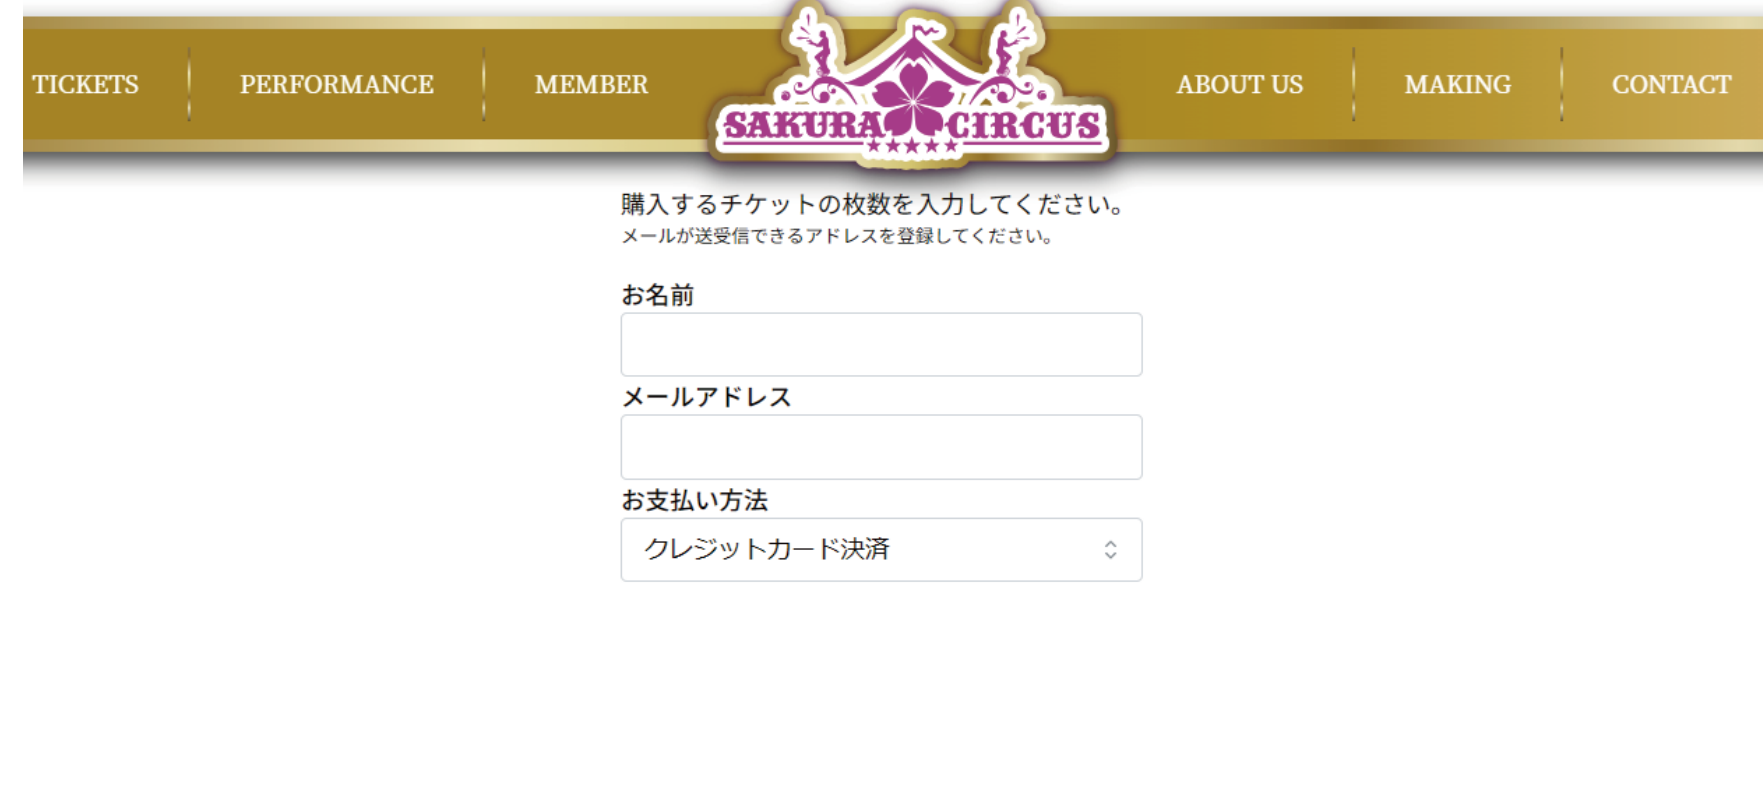 TICKETS
PERFORMANCE
MEMBER
SAKURA CIRCUS
ABOUT US
MAKING
CONTACT
購入するチケットの枚数を入力してください。
メールが送受信できるアドレスを登録してください。
お名前
メールアドレス
お支払い方法
クレジットカード決済